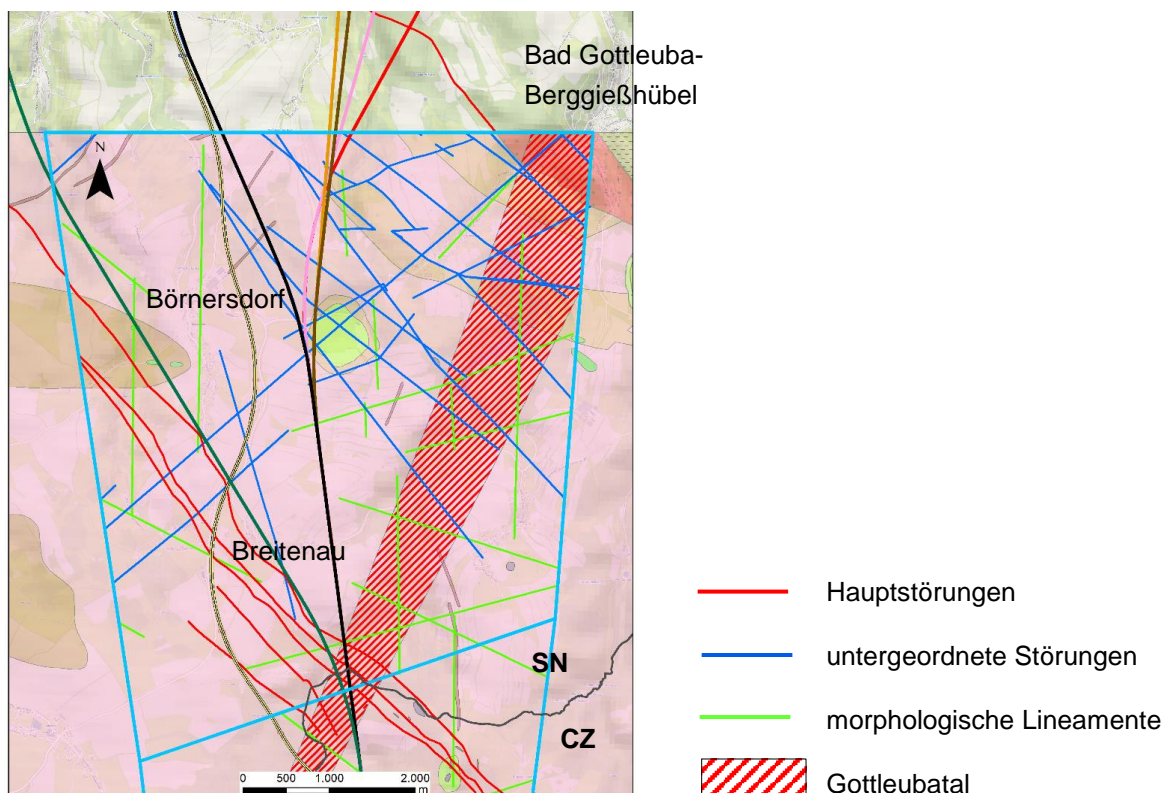 Bad Gottleuba-
Berggießhübel
N
Börnersdorf
Breitenau
SN
CZ
0 500 1.000 2.000
m
Hauptstörungen
untergeordnete Störungen
morphologische Lineamente
Gottleubatal